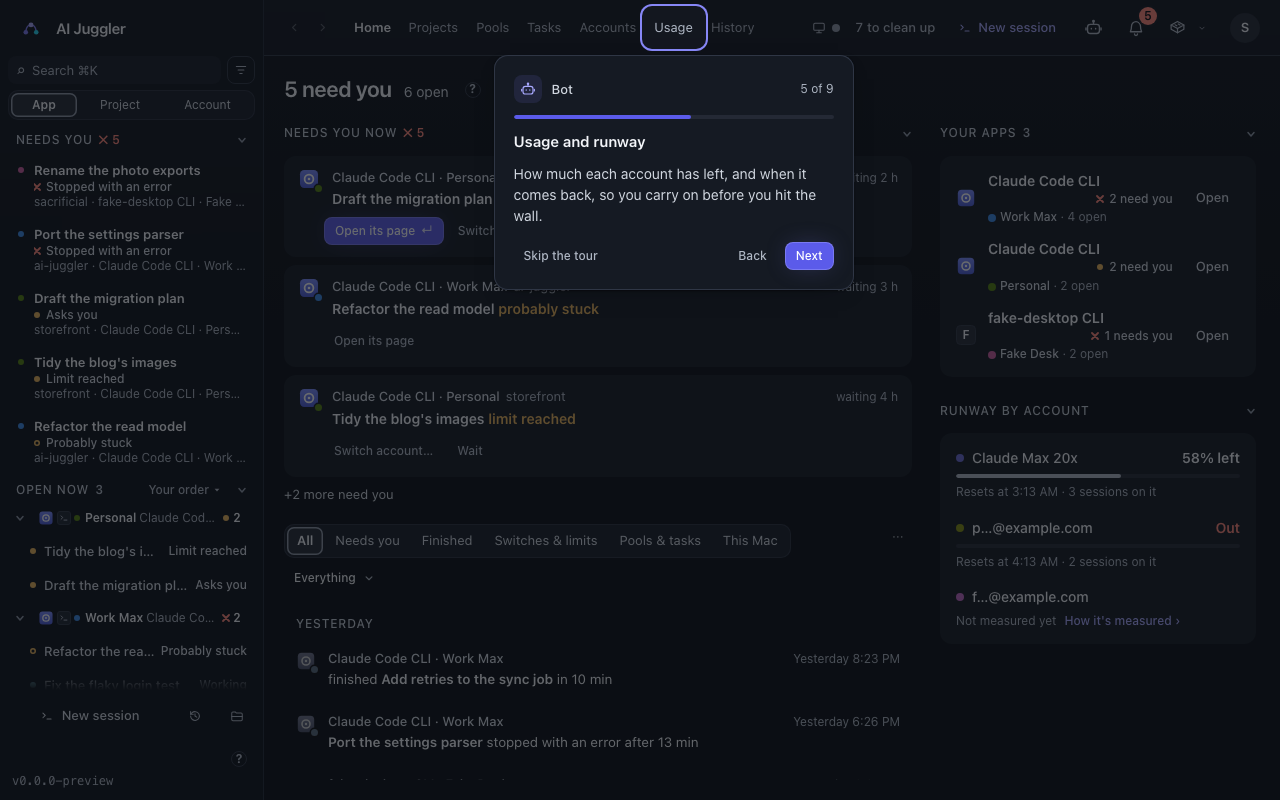 AI Juggler
Search ⌘K
App Project Account
NEEDS YOU 5
Rename the photo exports
Stopped with an error
sacrificial · fake-desktop CLI · Fake ...
Port the settings parser
Stopped with an error
ai-juggler · Claude Code CLI · Work ...
Draft the migration plan
Asks you
storefront · Claude Code CLI · Pers...
Tidy the blog's images
Limit reached
storefront · Claude Code CLI · Pers...
Refactor the read model
Probably stuck
ai-juggler · Claude Code CLI · Work ...
OPEN NOW 3 Your order
Personal Claude Cod... 2
Tidy the blog's i... Limit reached
Draft the migration pl... Asks you
Work Max Claude Co... 2
Refactor the rea... Probably stuck
Fix the flaky login test Working
New session
?
v0.0.0-preview
Home Projects Pools Tasks Accounts Usage History
7 to clean up New session 5 S
5 need you 6 open ?
Bot 5 of 9
Usage and runway
How much each account has left, and when it
comes back, so you carry on before you hit the
wall.
Skip the tour Back Next
NEEDS YOU NOW 5
Claude Code CLI · Persona
ting 2 h
Draft the migration plan
Open its page Switch
Claude Code CLI · Work Max
waiting 3 h
Refactor the read model probably stuck
Open its page
Claude Code CLI · Personal storefront waiting 4 h
Tidy the blog's images limit reached
Switch account... Wait
+2 more need you
All Needs you Finished Switches & limits Pools & tasks This Mac ...
Everything
YESTERDAY
Claude Code CLI · Work Max Yesterday 8:23 PM
finished Add retries to the sync job in 10 min
Claude Code CLI · Work Max Yesterday 6:26 PM
Port the settings parser stopped with an error after 13 min
YOUR APPS 3
Claude Code CLI
2 need you Open
Work Max · 4 open
Claude Code CLI
2 need you Open
Personal · 2 open
F
fake-desktop CLI
1 needs you Open
Fake Desk · 2 open
RUNWAY BY ACCOUNT
Claude Max 20x 58% left
Resets at 3:13 AM · 3 sessions on it
p...@example.com Out
Resets at 4:13 AM · 2 sessions on it
f...@example.com
Not measured yet How it's measured ›